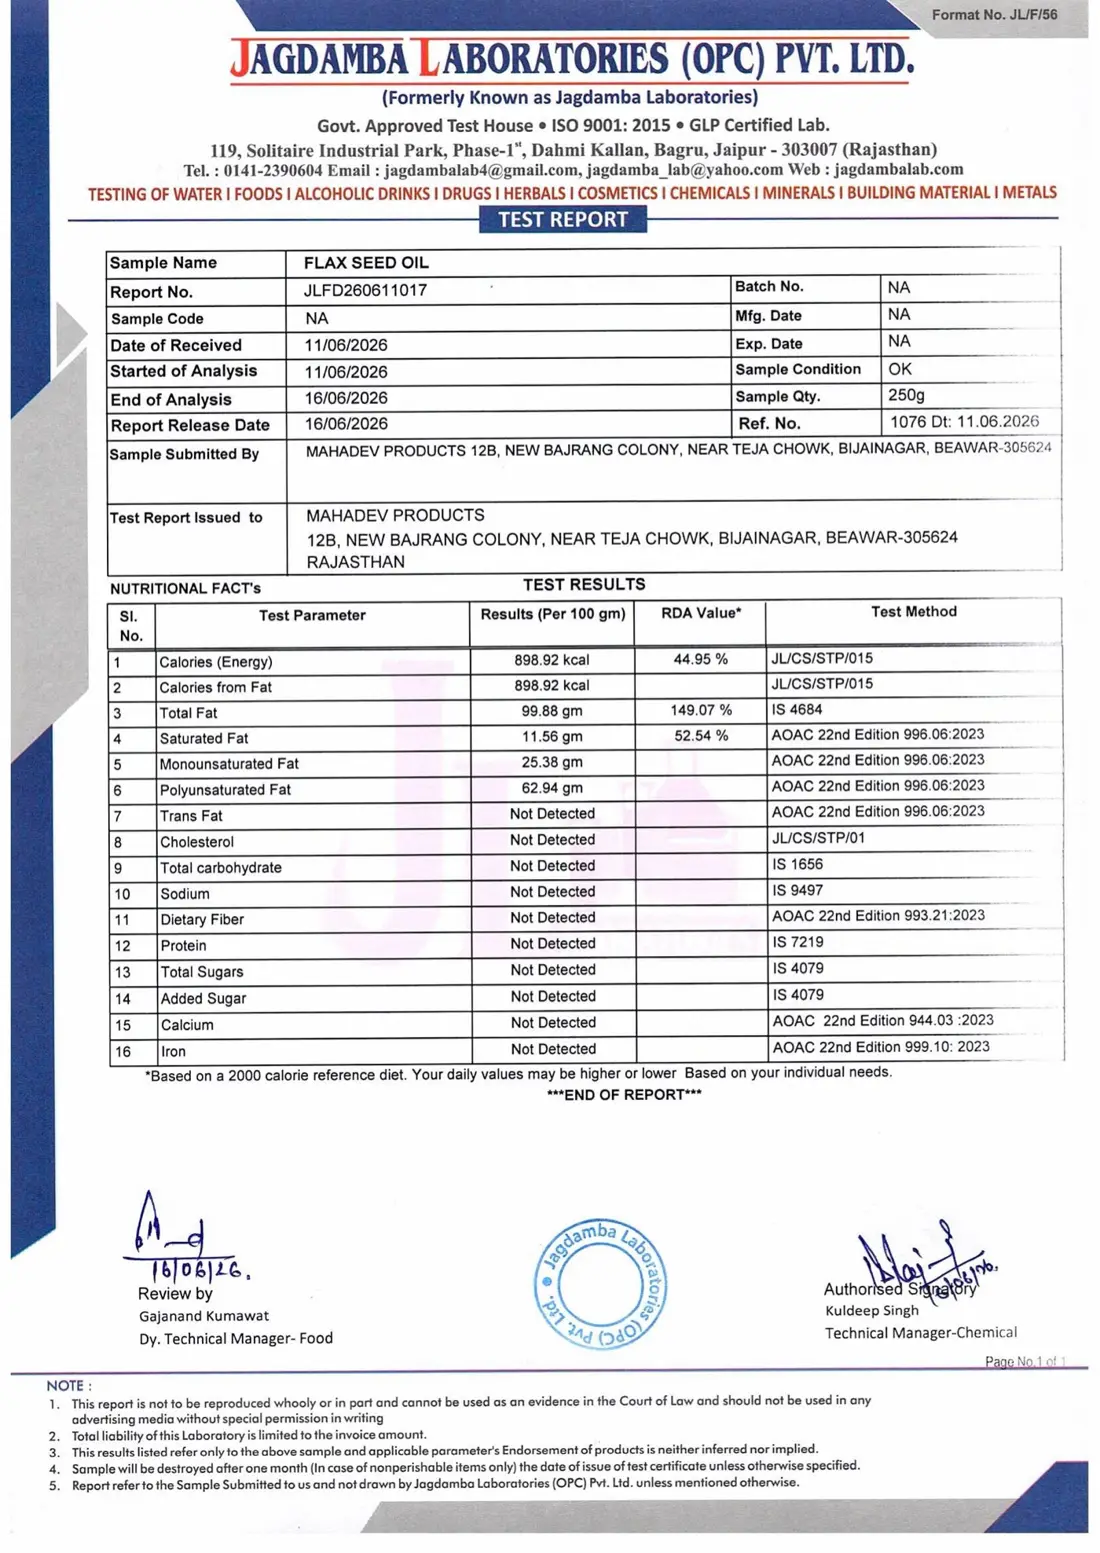 Format No. JL/F/56
JAGDAMBA LABORATORIES (OPC) PVT. LTD.
(Formerly Known as Jagdamba Laboratories)
Govt. Approved Test House • ISO 9001: 2015 • GLP Certified Lab.
119, Solitaire Industrial Park, Phase-1st, Dahmi Kallan, Bagru, Jaipur - 303007 (Rajasthan)
Tel. : 0141-2390604 Email : jagdambalab4@gmail.com, jagdamba_lab@yahoo.com Web : jagdambalab.com
TESTING OF WATER I FOODS I ALCOHOLIC DRINKS I DRUGS I HERBALS I COSMETICS I CHEMICALS I MINERALS I BUILDING MATERIAL I METALS
TEST REPORT
Sample Name FLAX SEED OIL
Report No. JLFD260611017 Batch No. NA
Sample Code NA Mfg. Date NA
Date of Received 11/06/2026 Exp. Date NA
Started of Analysis 11/06/2026 Sample Condition OK
End of Analysis 16/06/2026 Sample Qty. 250g
Report Release Date 16/06/2026 Ref. No. 1076 Dt: 11.06.2026
Sample Submitted By MAHADEV PRODUCTS 12B, NEW BAJRANG COLONY, NEAR TEJA CHOWK, BIJAINAGAR, BEAWAR-305624
Test Report Issued to MAHADEV PRODUCTS
12B, NEW BAJRANG COLONY, NEAR TEJA CHOWK, BIJAINAGAR, BEAWAR-305624
RAJASTHAN
NUTRITIONAL FACT's TEST RESULTS
Sl. No. Test Parameter Results (Per 100 gm) RDA Value* Test Method
1 Calories (Energy) 898.92 kcal 44.95 % JL/CS/STP/015
2 Calories from Fat 898.92 kcal JL/CS/STP/015
3 Total Fat 99.88 gm 149.07 % IS 4684
4 Saturated Fat 11.56 gm 52.54 % AOAC 22nd Edition 996.06:2023
5 Monounsaturated Fat 25.38 gm AOAC 22nd Edition 996.06:2023
6 Polyunsaturated Fat 62.94 gm AOAC 22nd Edition 996.06:2023
7 Trans Fat Not Detected AOAC 22nd Edition 996.06:2023
8 Cholesterol Not Detected JL/CS/STP/01
9 Total carbohydrate Not Detected IS 1656
10 Sodium Not Detected IS 9497
11 Dietary Fiber Not Detected AOAC 22nd Edition 993.21:2023
12 Protein Not Detected IS 7219
13 Total Sugars Not Detected IS 4079
14 Added Sugar Not Detected IS 4079
15 Calcium Not Detected AOAC 22nd Edition 944.03 :2023
16 Iron Not Detected AOAC 22nd Edition 999.10: 2023
*Based on a 2000 calorie reference diet. Your daily values may be higher or lower Based on your individual needs.
***END OF REPORT***
16/06/26.
Review by
Gajanand Kumawat
Dy. Technical Manager- Food
Jagdamba Laboratories (OPC) Pvt. Ltd.
16/06/26.
Authorised Signatory
Kuldeep Singh
Technical Manager-Chemical
Page No.1 of 1
NOTE :
1. This report is not to be reproduced whooly or in part and cannot be used as an evidence in the Court of Law and should not be used in any
advertising media without special permission in writing
2. Total liability of this Laboratory is limited to the invoice amount.
3. This results listed refer only to the above sample and applicable parameter's Endorsement of products is neither inferred nor implied.
4. Sample will be destroyed after one month (In case of nonperishable items only) the date of issue of test certificate unless otherwise specified.
5. Report refer to the Sample Submitted to us and not drawn by Jagdamba Laboratories (OPC) Pvt. Ltd. unless mentioned otherwise.